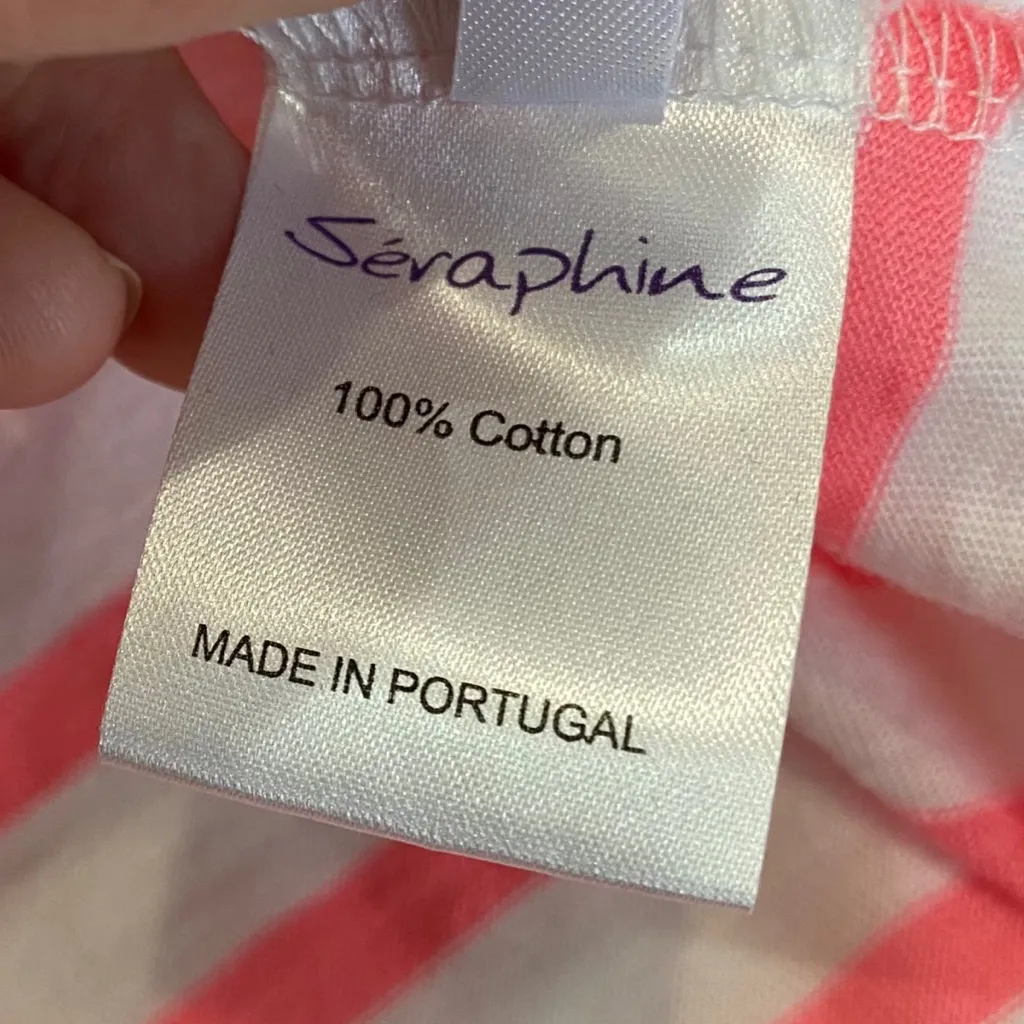 Séraphine
100% Cotton
MADE IN PORTUGAL